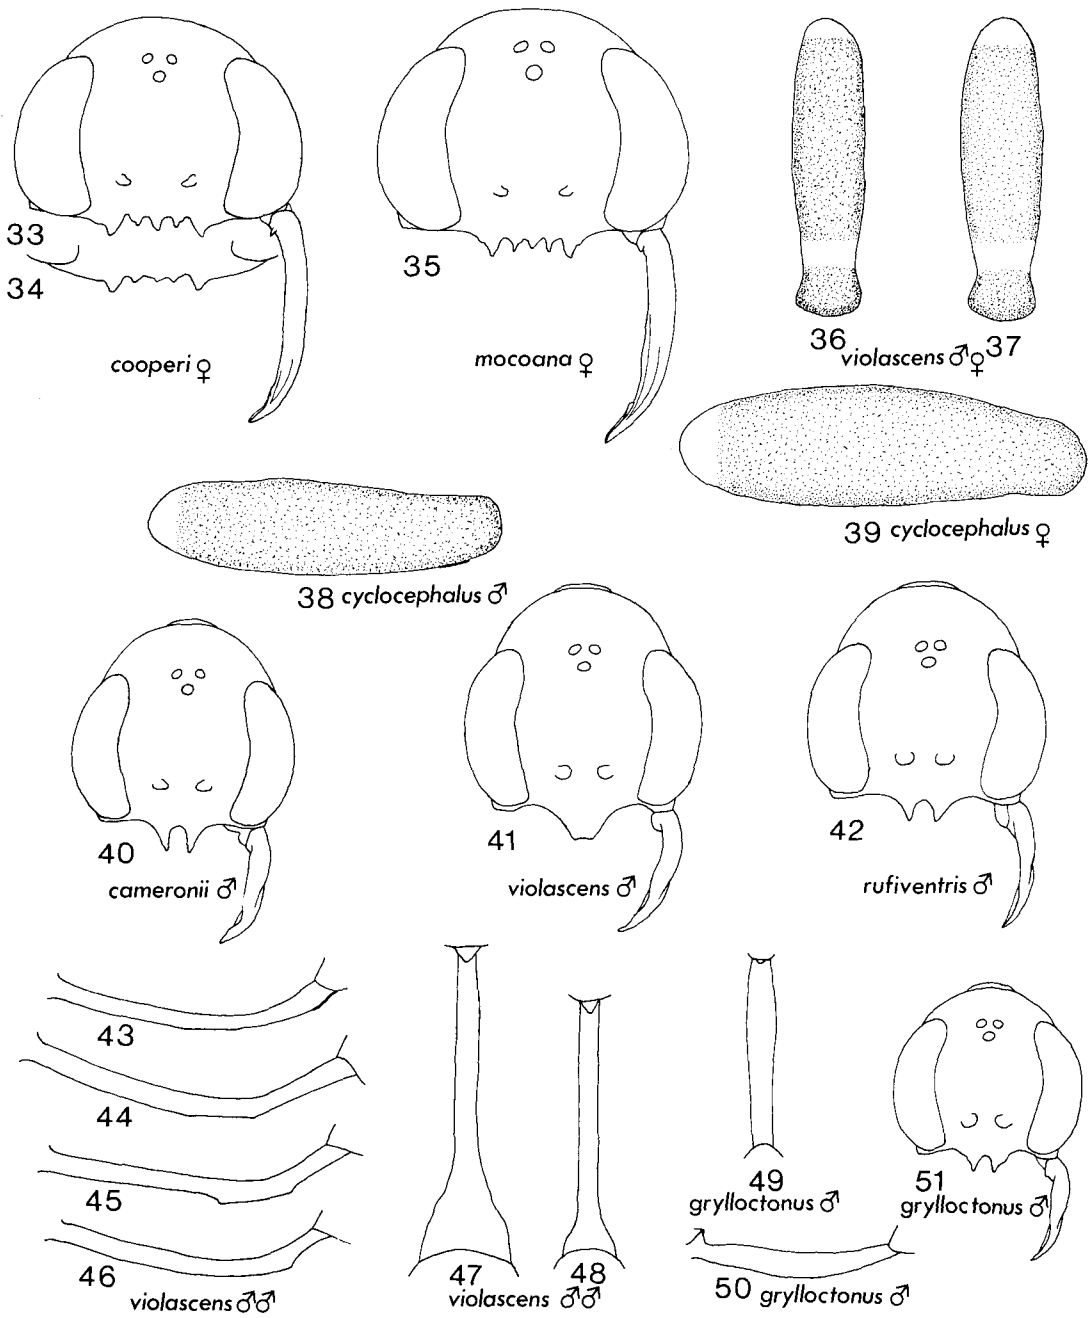 33
34
cooperi ♀
35
mocoana ♀
36 37
violascens ♂♀
38 cyclocephalus ♂
39 cyclocephalus ♀
40
cameronii ♂
41
violascens ♂
42
rufiventris ♂
43
44
45
46
violascens ♂♂
47 48
violascens ♂♂
49
grylloctonus ♂
50 grylloctonus ♂
51
grylloctonus ♂